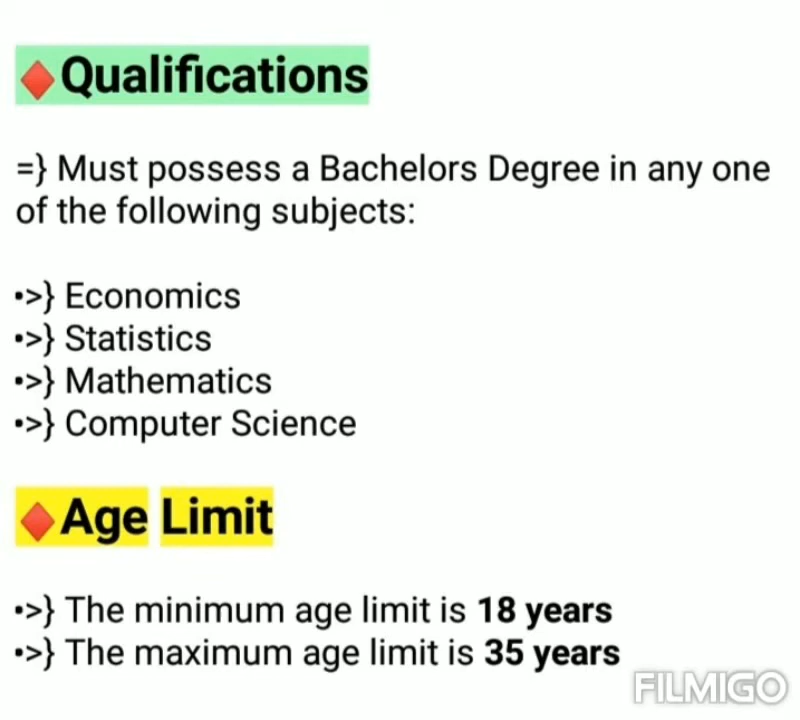 ♦Qualifications
=} Must possess a Bachelors Degree in any one
of the following subjects:
•>} Economics
•>} Statistics
•>} Mathematics
•>} Computer Science
♦Age Limit
•>} The minimum age limit is 18 years
•>} The maximum age limit is 35 years
FILMIGO